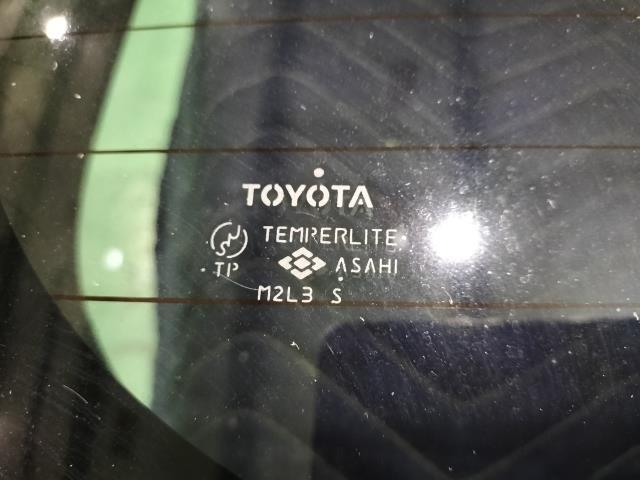 TOYOTA
TEMPERLITE
TP ASAHI
M2L3 S